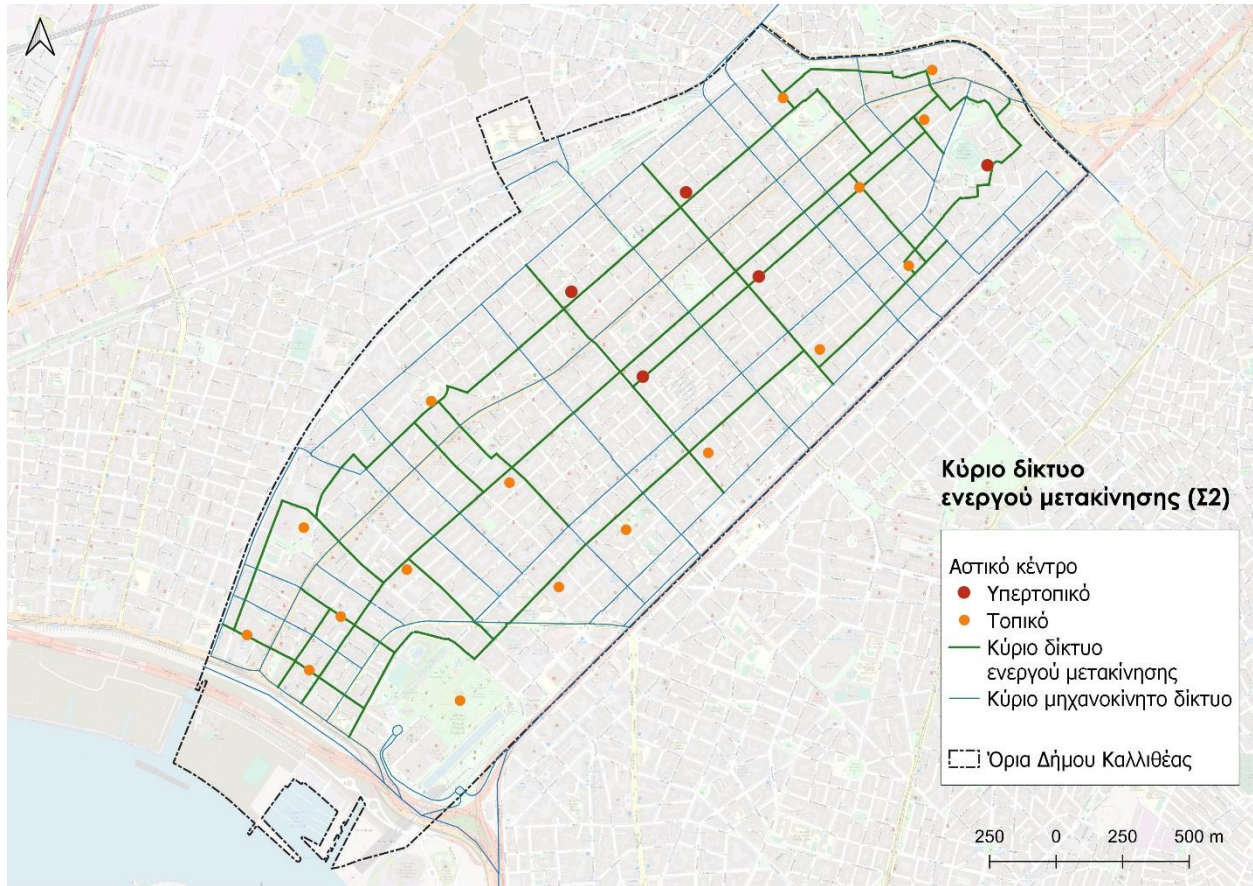 Κύριο δίκτυο
ενεργού μετακίνησης (Σ2)
Αστικό κέντρο
Υπερτοπικό
Τοπικό
Κύριο δίκτυο
ενεργού μετακίνησης
Κύριο μηχανοκίνητο δίκτυο
Όρια Δήμου Καλλιθέας
250 0 250 500 m